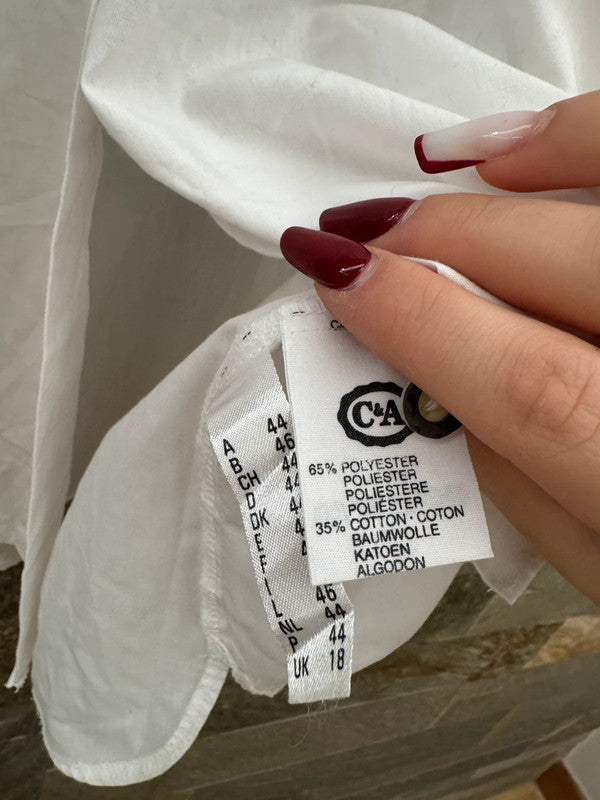 A 44
B 46
CH 44
D 44
DK
E
F
I
L 46
NL 44
P 44
UK 18
C&A
65% POLYESTER
POLIESTER
POLIESTERE
POLIÉSTER
35% COTTON · COTON
BAUMWOLLE
KATOEN
ALGODON